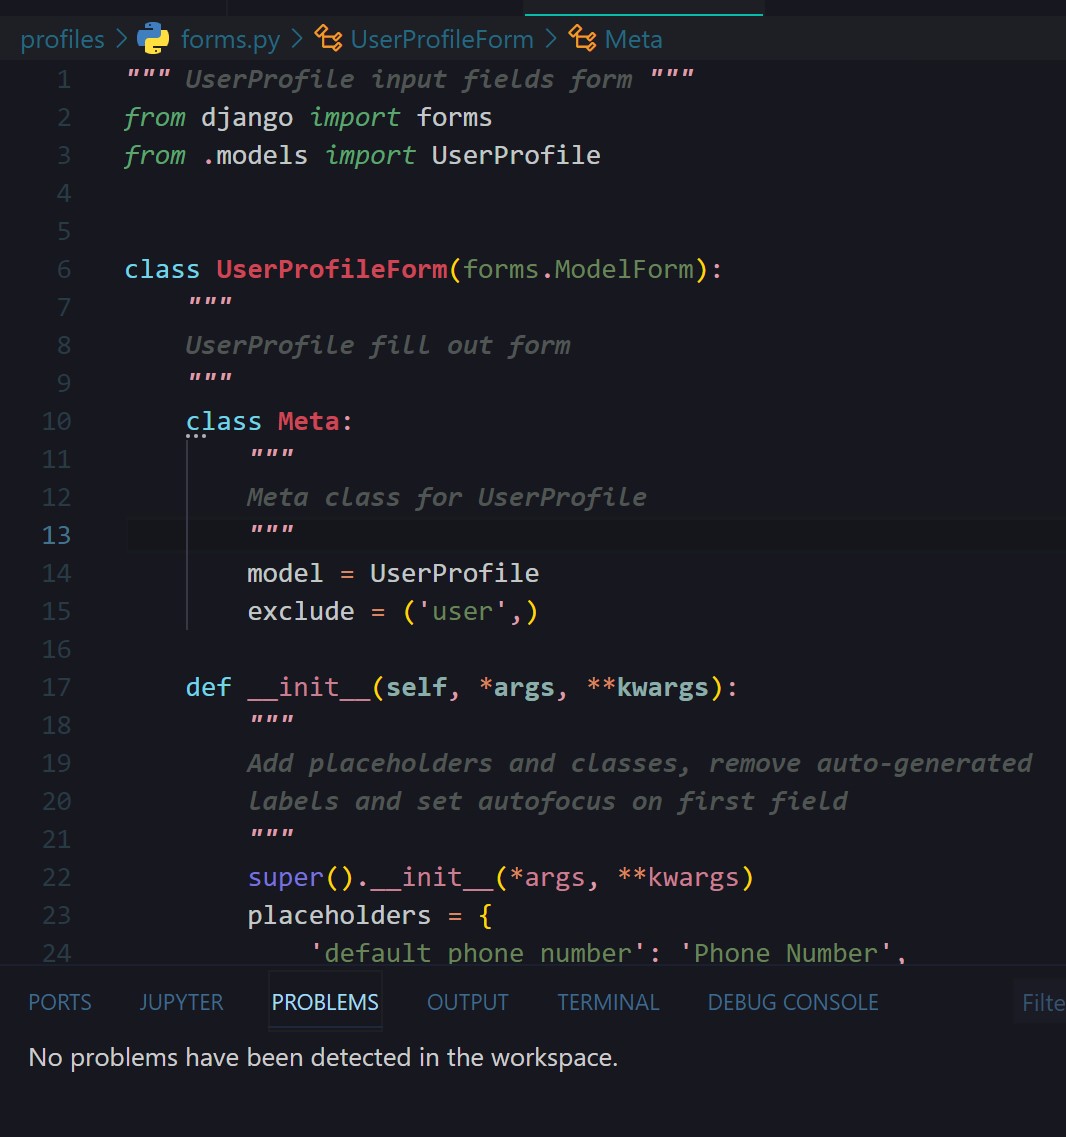 profiles > forms.py > UserProfileForm > Meta
1 """ UserProfile input fields form """
2 from django import forms
3 from .models import UserProfile
4
5
6 class UserProfileForm(forms.ModelForm):
7     """
8     UserProfile fill out form
9     """
10     class Meta:
11         """
12         Meta class for UserProfile
13         """
14         model = UserProfile
15         exclude = ('user',)
16
17     def __init__(self, *args, **kwargs):
18         """
19         Add placeholders and classes, remove auto-generated
20         labels and set autofocus on first field
21         """
22         super().__init__(*args, **kwargs)
23         placeholders = {
24             'default_phone_number': 'Phone Number',
PORTS JUPYTER PROBLEMS OUTPUT TERMINAL DEBUG CONSOLE Filte
No problems have been detected in the workspace.